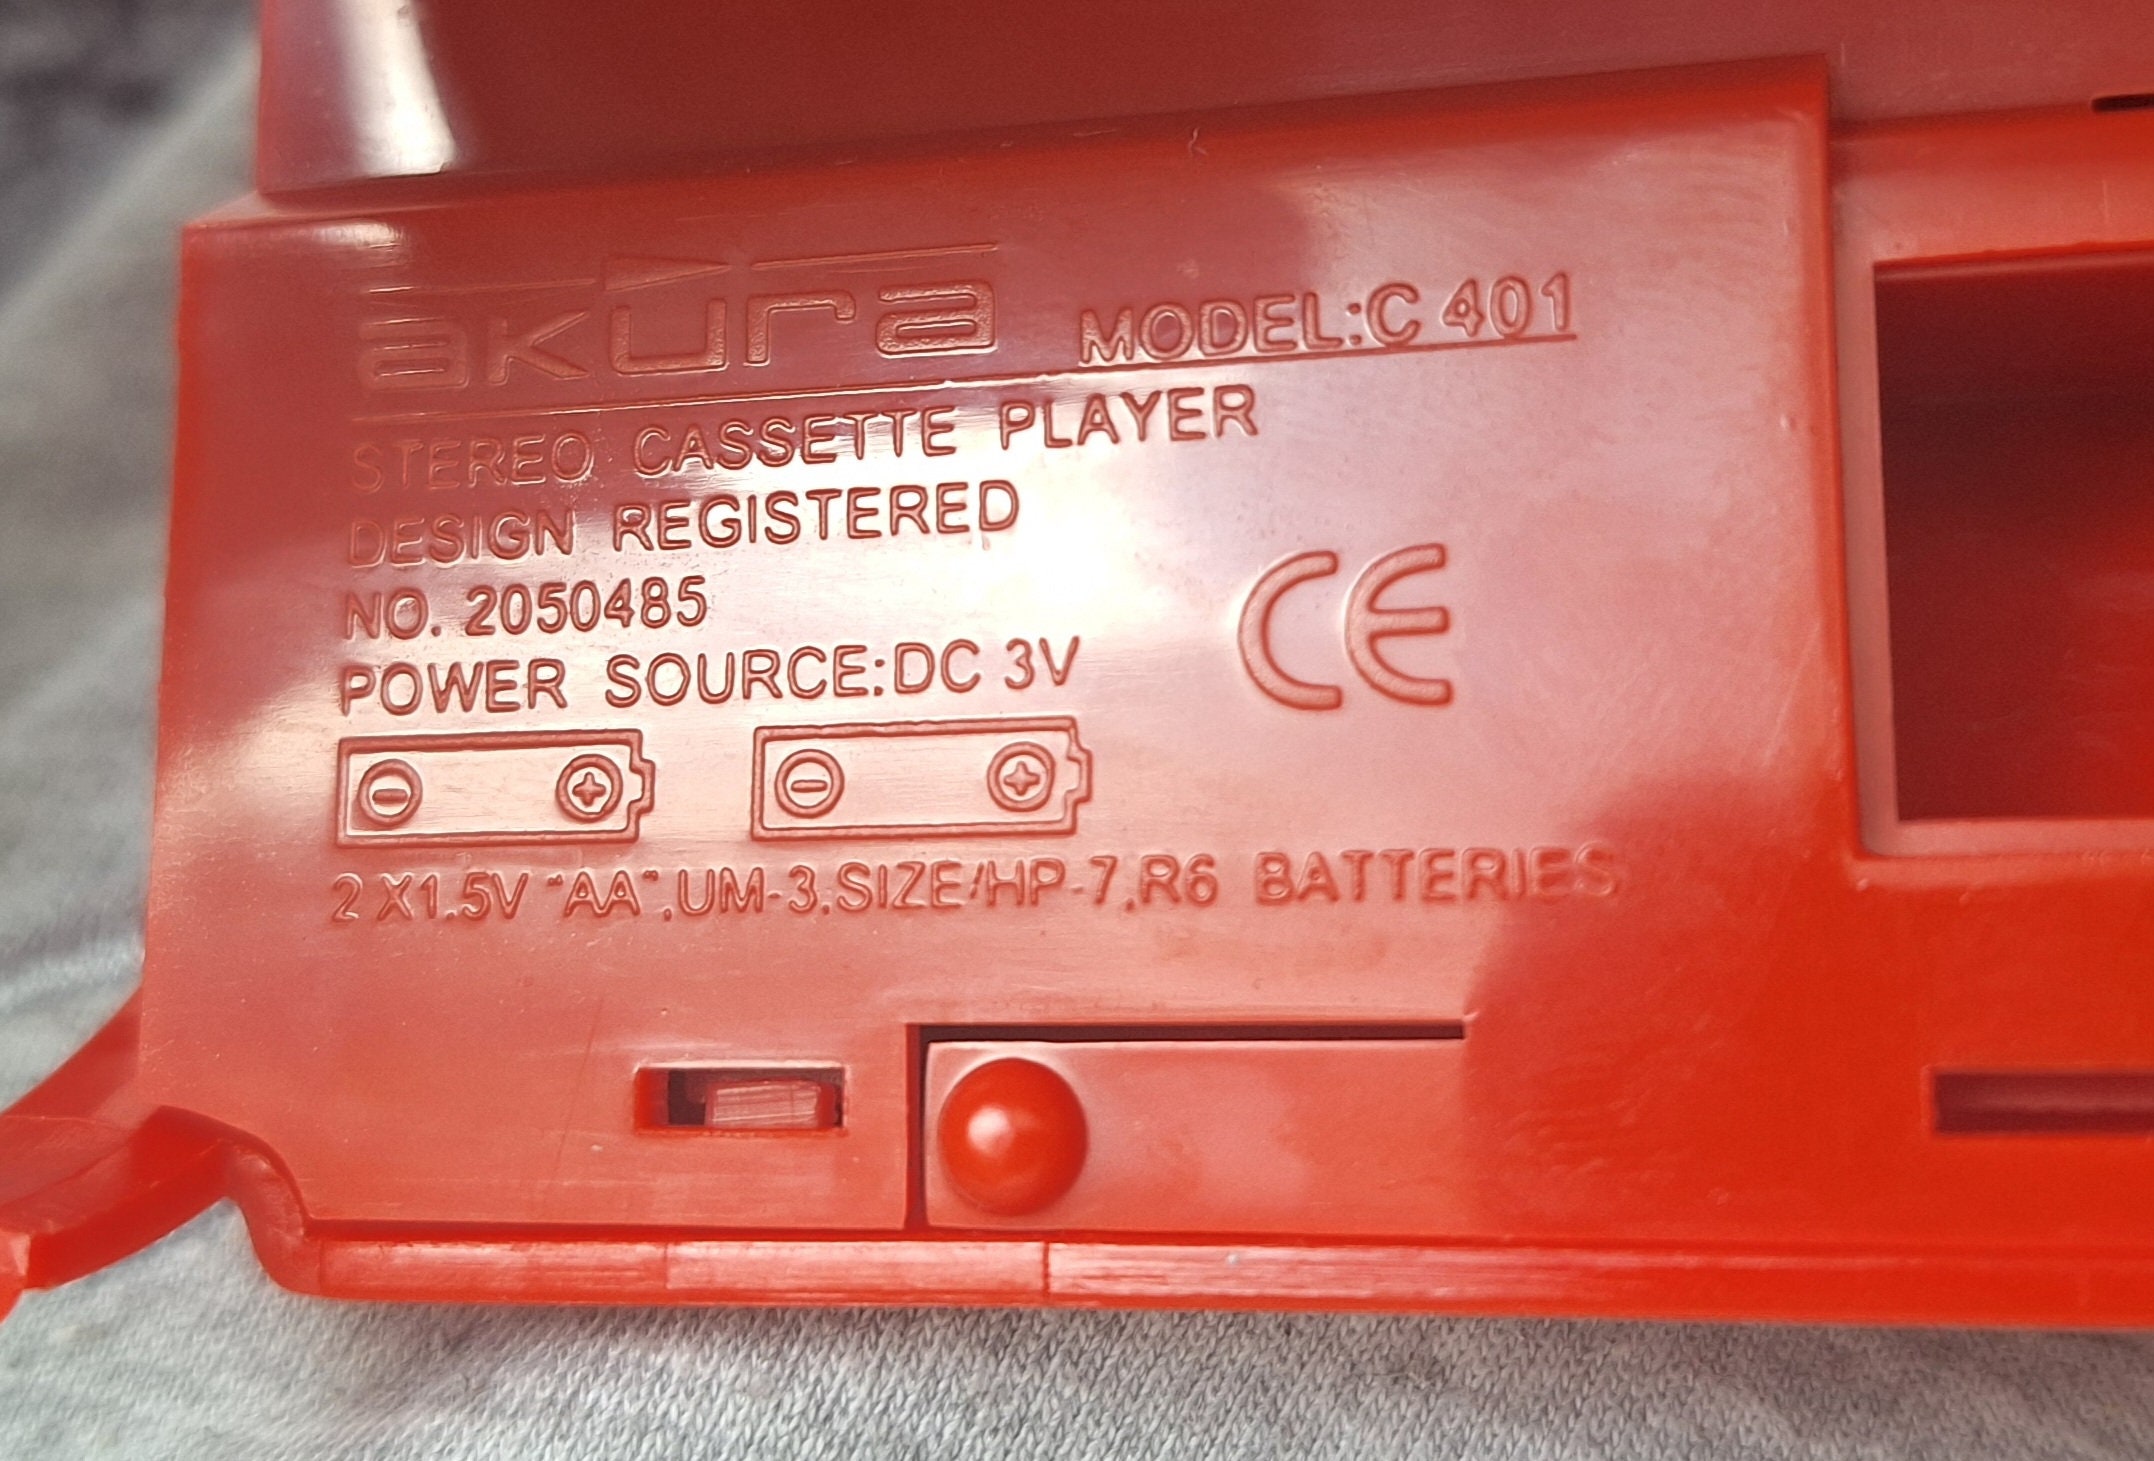 akura MODEL:C 401
STEREO CASSETTE PLAYER
DESIGN REGISTERED
NO. 2050485
POWER SOURCE:DC 3V
CE
2 X1.5V "AA",UM-3.SIZE/HP-7,R6 BATTERIES